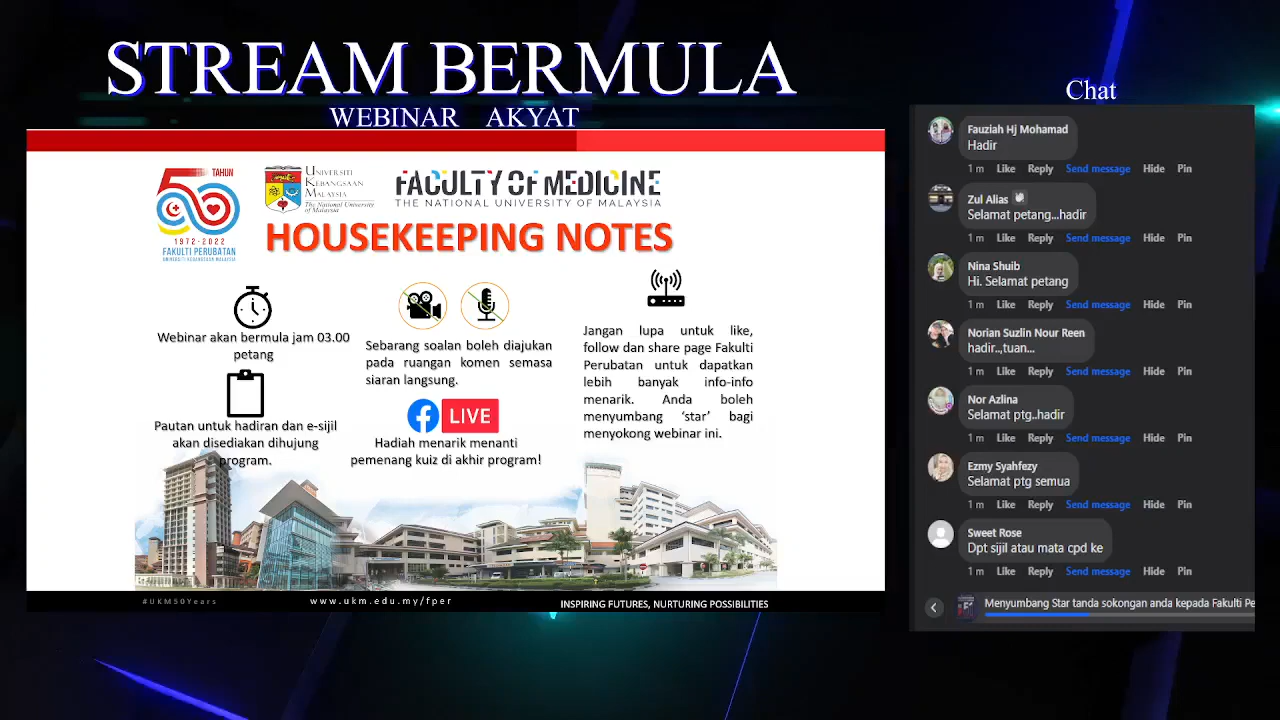 STREAM BERMULA
WEBINAR AKYAT
50 TAHUN
1972-2022
FAKULTI PERUBATAN
UNIVERSITI KEBANGSAAN MALAYSIA
UNIVERSITI
KEBANGSAAN
MALAYSIA
The National University
of Malaysia
FACULTY OF MEDICINE
THE NATIONAL UNIVERSITY OF MALAYSIA
HOUSEKEEPING NOTES
Webinar akan bermula jam 03.00
petang
Pautan untuk hadiran dan e-sijil
akan disediakan dihujung
program.
Sebarang soalan boleh diajukan
pada ruangan komen semasa
siaran langsung.
LIVE
Hadiah menarik menanti
pemenang kuiz di akhir program!
Jangan lupa untuk like,
follow dan share page Fakulti
Perubatan untuk dapatkan
lebih banyak info-info
menarik. Anda boleh
menyumbang 'star' bagi
menyokong webinar ini.
#UKM50Years
www.ukm.edu.my/fper
INSPIRING FUTURES, NURTURING POSSIBILITIES
Chat
Fauziah Hj Mohamad
Hadir
1 m Like Reply Send message Hide Pin
Zul Alias
Selamat petang...hadir
1 m Like Reply Send message Hide Pin
Nina Shuib
Hi. Selamat petang
1 m Like Reply Send message Hide Pin
Norian Suzlin Nour Reen
hadir..,tuan...
1 m Like Reply Send message Hide Pin
Nor Azlina
Selamat ptg..hadir
1 m Like Reply Send message Hide Pin
Ezmy Syahfezy
Selamat ptg semua
1 m Like Reply Send message Hide Pin
Sweet Rose
Dpt sijil atau mata cpd ke
1 m Like Reply Send message Hide Pin
Menyumbang Star tanda sokongan anda kepada Fakulti Pe